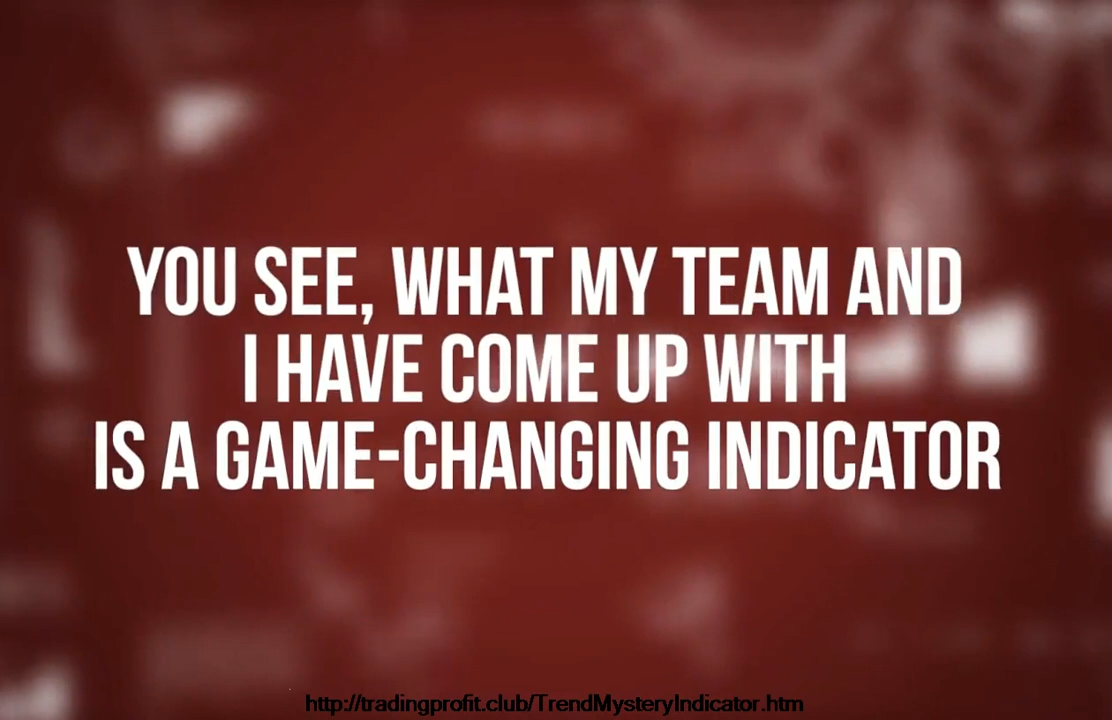 YOU SEE, WHAT MY TEAM AND
I HAVE COME UP WITH
IS A GAME-CHANGING INDICATOR
http://tradingprofit.club/TrendMysteryIndicator.htm